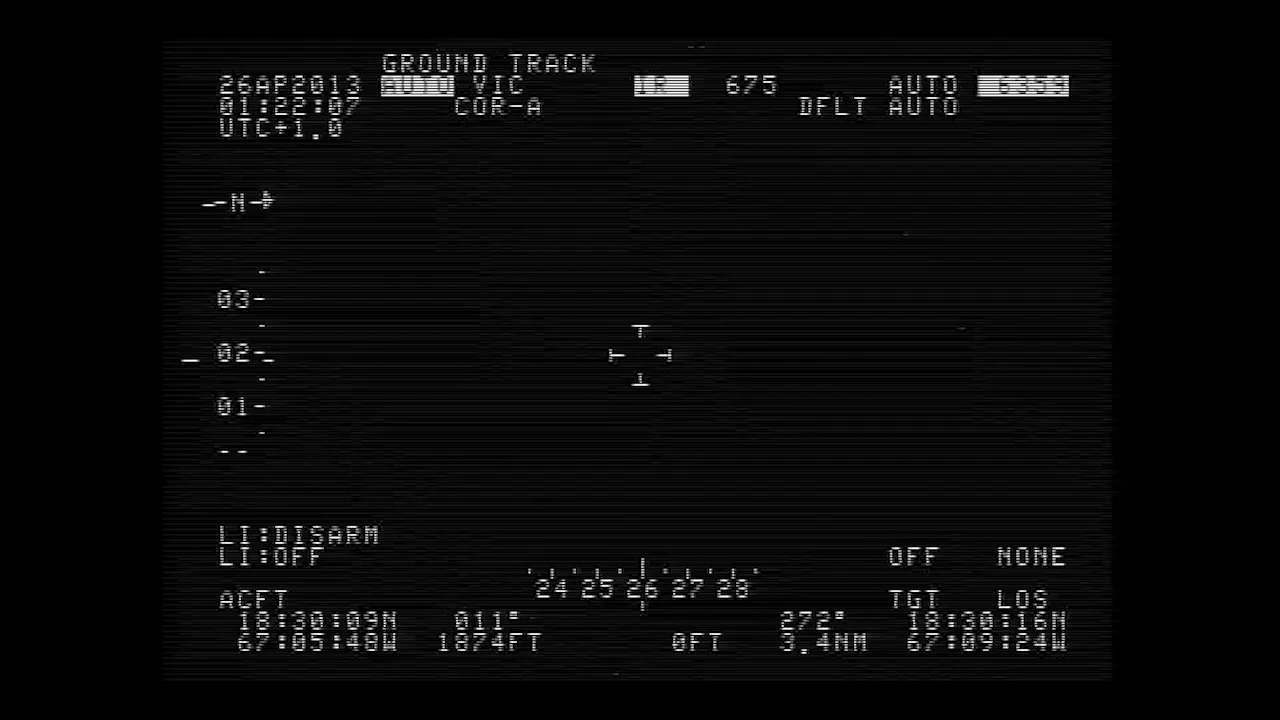 GROUND TRACK
26AP2013 AUTO VIC IR 675 AUTO 6359
01:22:07 COR-A DFLT AUTO
UTC+1.0
N
03
02
01
--
LI:DISARM
LI:OFF OFF NONE
24 25 26 27 28
ACFT TGT LOS
18:30:09N 011° 272° 18:30:16N
67:05:48W 1874FT 0FT 3.4NM 67:09:24W